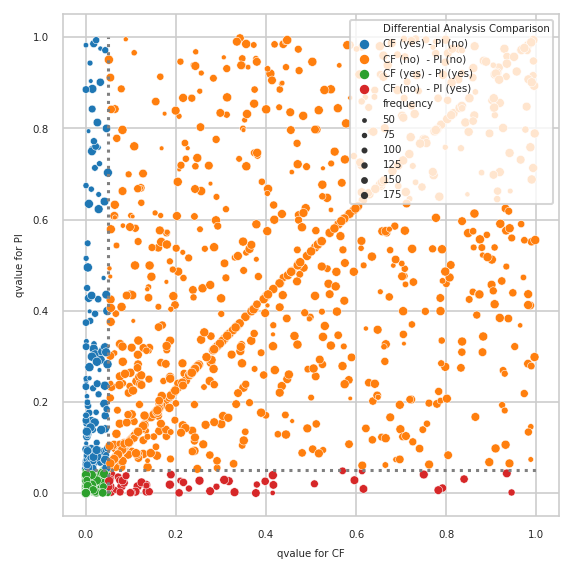 Differential Analysis Comparison
CF (yes) - PI (no)
CF (no) - PI (no)
CF (yes) - PI (yes)
CF (no) - PI (yes)
frequency
50
75
100
125
150
175
1.0
0.8
0.6
0.4
0.2
0.0
qvalue for PI
0.0 0.2 0.4 0.6 0.8 1.0
qvalue for CF